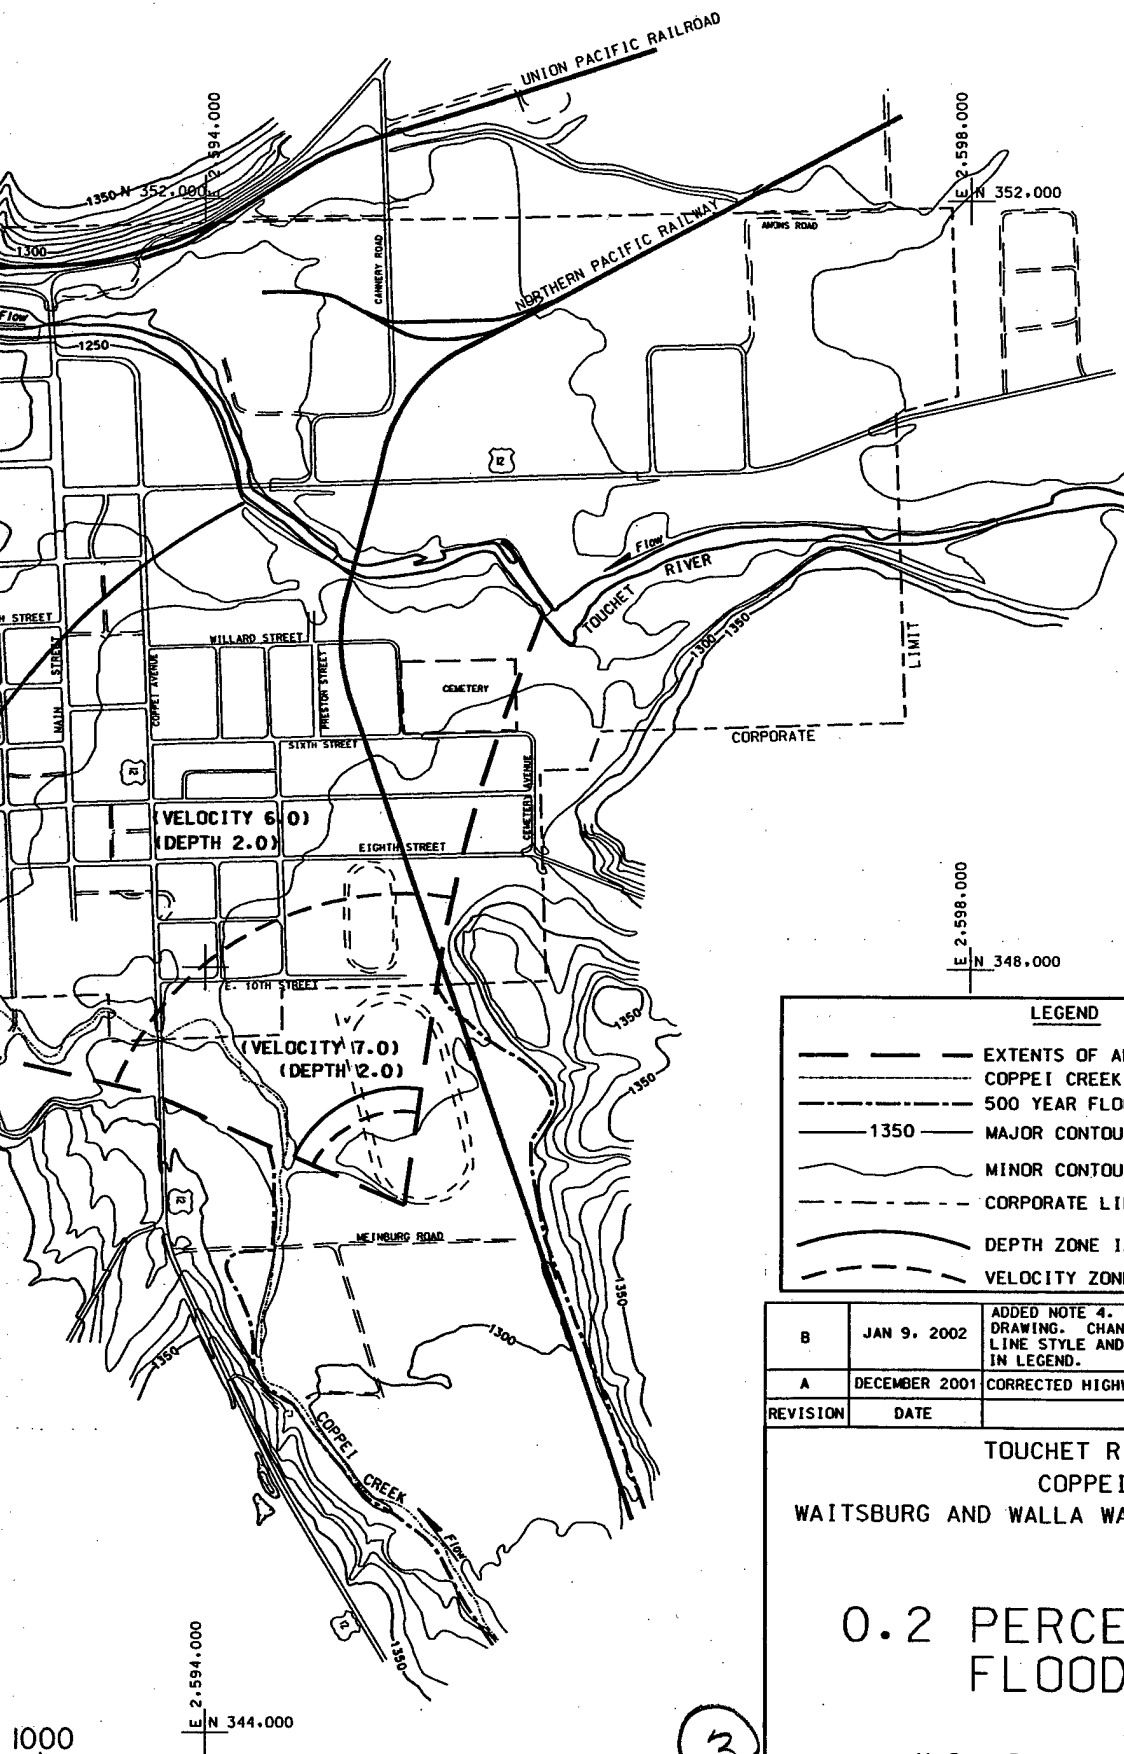 UNION PACIFIC RAILROAD
E 2.594.000
N 352.000
1350
1300
E 2.598.000
N 352.000
AMONS ROAD
CANNERY ROAD
NORTHERN PACIFIC RAILWAY
Flow
1250
12
Flow
TOUCHET RIVER
1300
1350
LIMIT
CORPORATE
H STREET
MAIN STREET
COPPEI AVENUE
WILLARD STREET
PRESTON STREET
CEMETERY
SIXTH STREET
12
CEMETERY AVENUE
(VELOCITY 6.0)
(DEPTH 2.0)
EIGHTH STREET
E 2.598.000
N 348.000
E. 10TH STREET
(VELOCITY 7.0)
(DEPTH 2.0)
1350
1350
12
MEINBURG ROAD
1350
1300
1350
COPPEI CREEK
Flow
12
1350
E 2.594.000
N 344.000
1000
LEGEND
EXTENTS OF A
COPPEI CREEK
500 YEAR FLO
1350
MAJOR CONTOU
MINOR CONTOU
CORPORATE LI
DEPTH ZONE
VELOCITY ZON
B JAN 9. 2002 ADDED NOTE 4.
DRAWING. CHAN
LINE STYLE AND
IN LEGEND.
A DECEMBER 2001 CORRECTED HIGH
REVISION DATE
TOUCHET R
COPPEI
WAITSBURG AND WALLA WA
0.2 PERCE
FLOOD
3